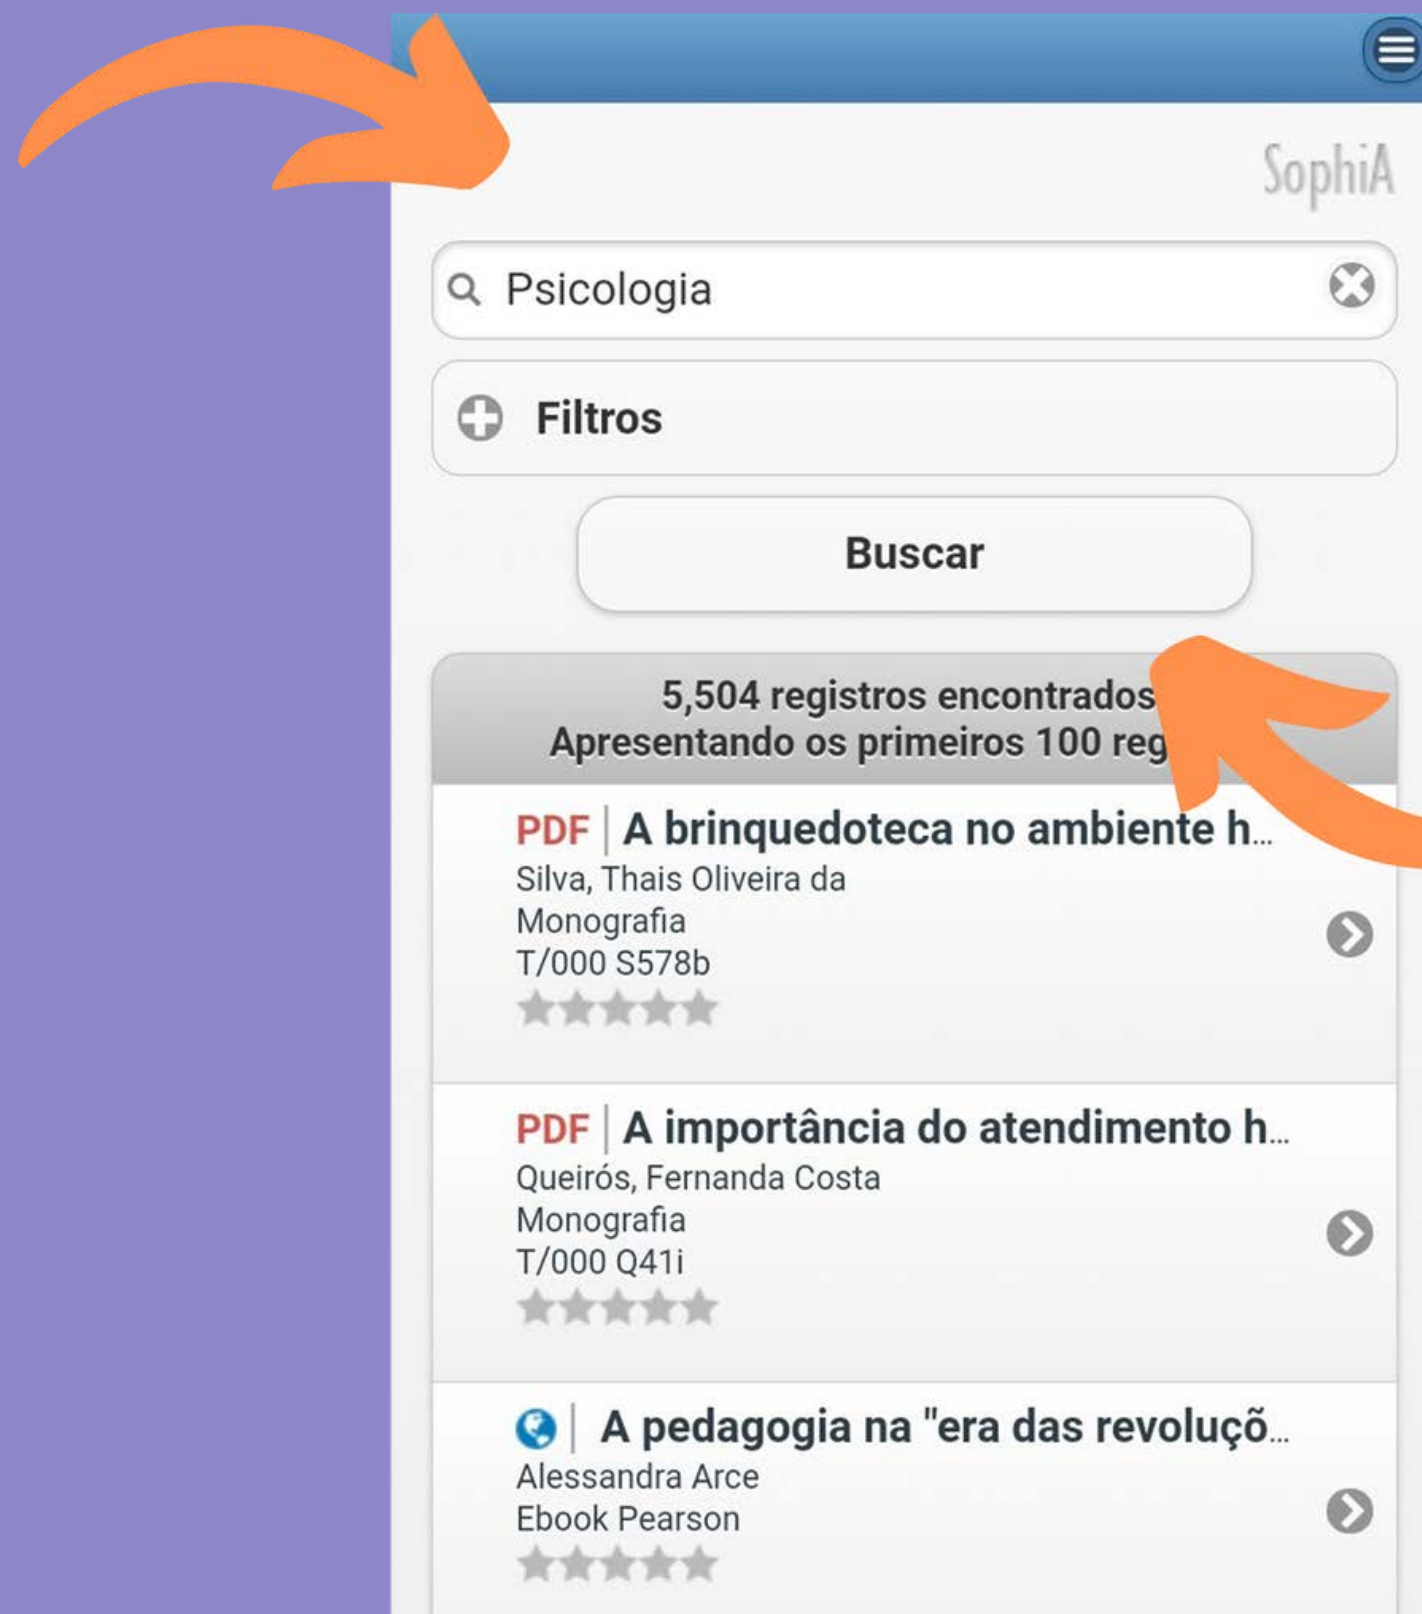 SophiA
Psicologia
Filtros
Buscar
5,504 registros encontrados
Apresentando os primeiros 100 reg
PDF | A brinquedoteca no ambiente h...
Silva, Thais Oliveira da
Monografia
T/000 S578b
PDF | A importância do atendimento h...
Queirós, Fernanda Costa
Monografia
T/000 Q41i
| A pedagogia na "era das revoluçõ...
Alessandra Arce
Ebook Pearson